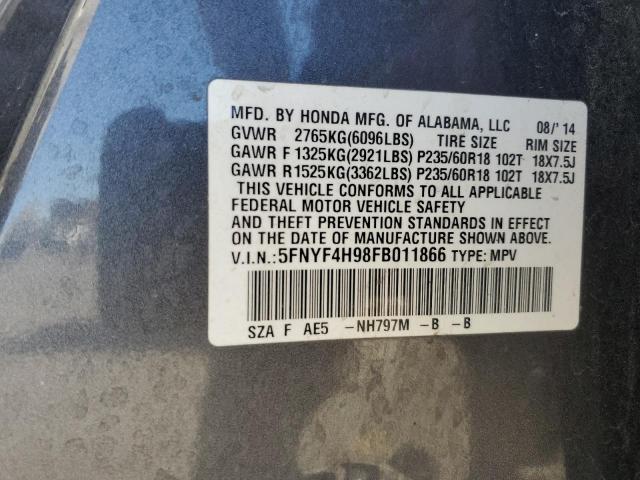 MFD. BY HONDA MFG. OF ALABAMA, LLC 08/'14
GVWR 2765KG(6096LBS) TIRE SIZE RIM SIZE
GAWR F 1325KG(2921LBS) P235/60R18 102T 18X7.5J
GAWR R 1525KG(3362LBS) P235/60R18 102T 18X7.5J
THIS VEHICLE CONFORMS TO ALL APPLICABLE
FEDERAL MOTOR VEHICLE SAFETY
AND THEFT PREVENTION STANDARDS IN EFFECT
ON THE DATE OF MANUFACTURE SHOWN ABOVE.
V.I.N.:5FNYF4H98FB011866 TYPE: MPV
SZA F AE5 -NH797M -B -B